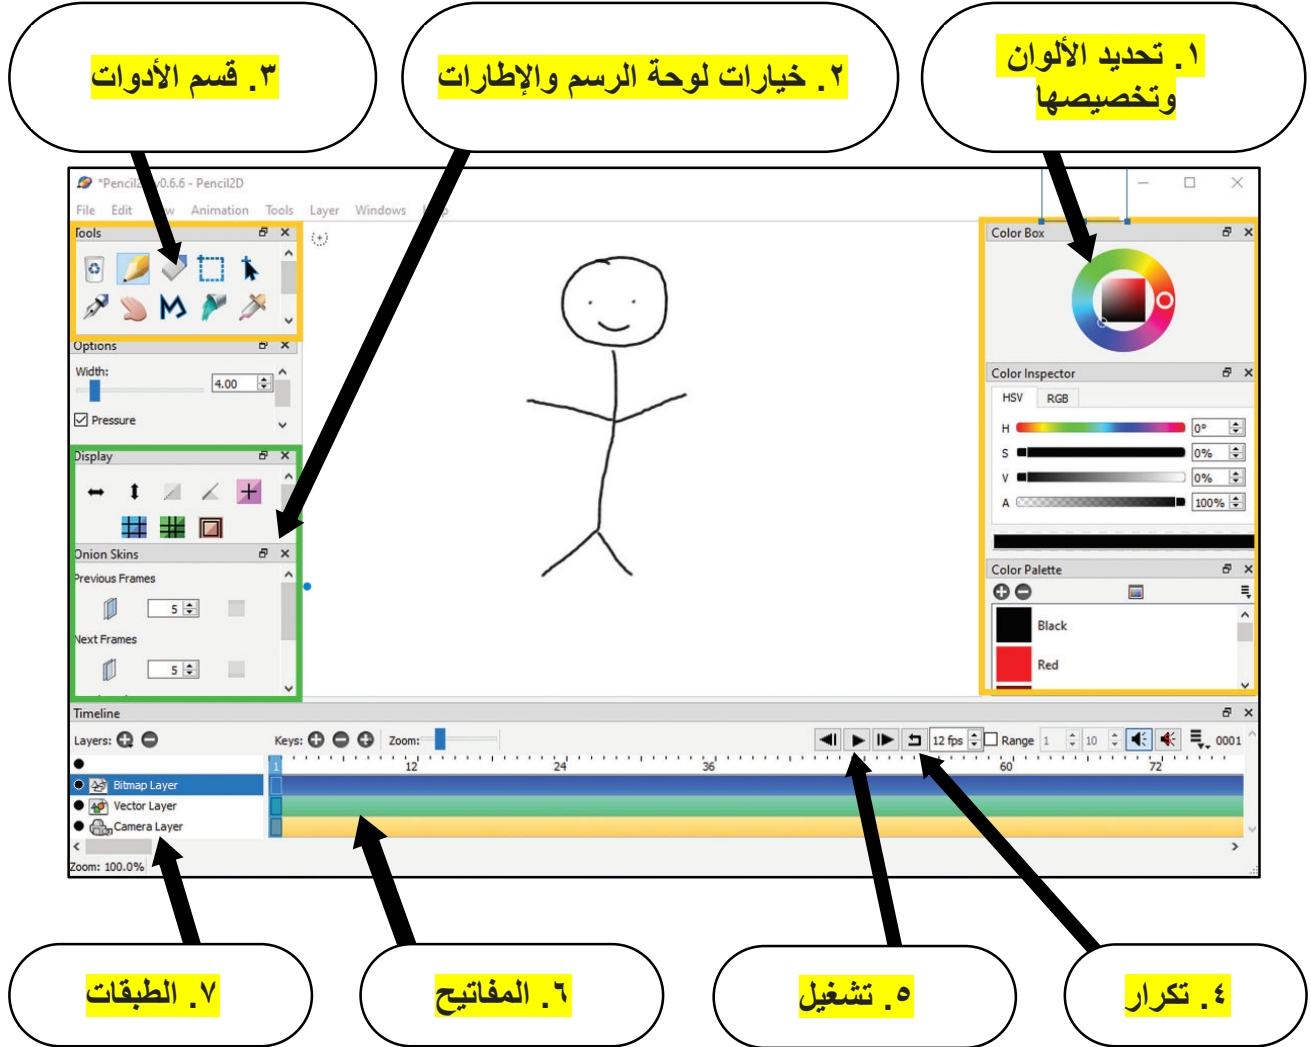 ٣. قسم الأدوات
٢. خيارات لوحة الرسم والإطارات
١. تحديد الألوان
وتخصيصها
- Pencil2D
File Edit Animation Tools Layer Windows
Tools
Options
Width:
4.00
Pressure
Display
Onion Skins
Previous Frames
5
Next Frames
5
Color Box
Color Inspector
HSV RGB
H 0°
S 0%
V 0%
A 100%
Color Palette
Black
Red
Timeline
Layers: Keys: Zoom: 12 fps Range 1 10 0001
1 12 24 36 60 72
Bitmap Layer
Vector Layer
Camera Layer
Zoom: 100.0%
٧. الطبقات
٦. المفاتيح
٥. تشغيل
٤. تكرار